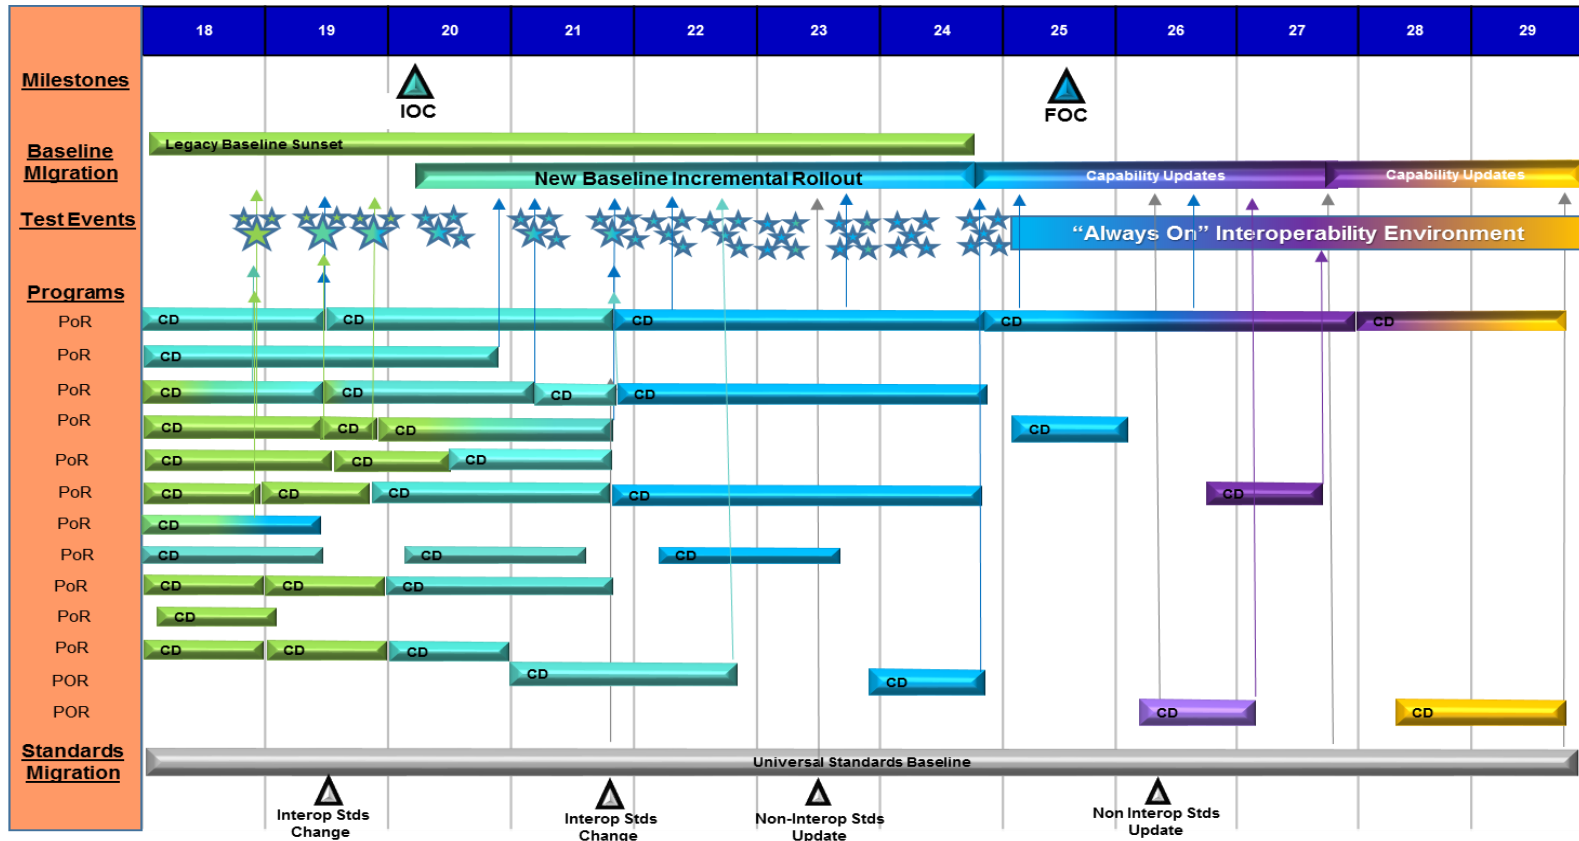 18 19 20 21 22 23 24 25 26 27 28 29
Milestones
IOC
FOC
Legacy Baseline Sunset
Baseline
MIgration
New Baseline Incremental Rollout
Capability Updates
Capability Updates
Test Events
“Always On” Interoperability Environment
Programs
PoR CD CD CD CD CD
PoR CD
PoR CD CD CD CD
PoR CD CD CD CD
PoR CD CD CD
PoR CD CD CD CD CD
PoR CD
PoR CD CD CD
PoR CD CD CD
PoR CD
PoR CD CD CD
POR CD CD
POR CD CD
Standards
Migration
Universal Standards Baseline
Interop Stds
Change
Interop Stds
Change
Non-Interop Stds
Update
Non Interop Stds
Update